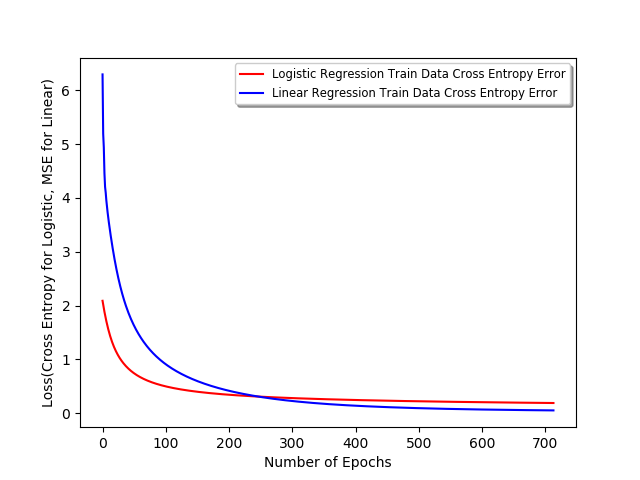 Logistic Regression Train Data Cross Entropy Error
Linear Regression Train Data Cross Entropy Error
Loss(Cross Entropy for Logistic, MSE for Linear)
6
5
4
3
2
1
0
0 100 200 300 400 500 600 700
Number of Epochs